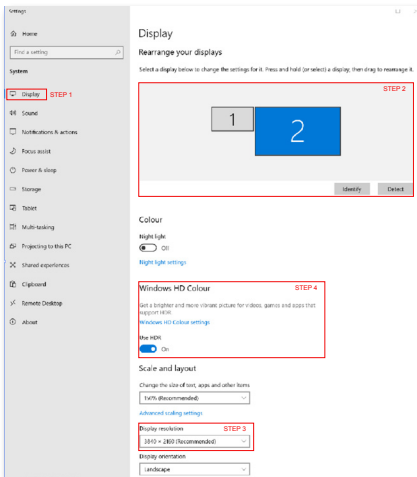 Settings
Home
Find a setting
System
Display
STEP 1
Sound
Notifications & actions
Focus assist
Power & sleep
Storage
Tablet
Multi-tasking
Projecting to this PC
Shared experiences
Clipboard
Remote Desktop
About
Display
Rearrange your displays
Select a display below to change the settings for it. Press and hold (or select) a display, then drag to rearrange it.
STEP 2
1
2
Identify
Detect
Colour
Night light
Off
Night light settings
Windows HD Colour
STEP 4
Get a brighter and more vibrant picture for videos, games and apps that
support HDR.
Windows HD Colour settings
Use HDR
On
Scale and layout
Change the size of text, apps and other items
(Recommended)
Advanced scaling settings
Display resolution
STEP 3
3840 × 2160 (Recommended)
Display orientation
Landscape